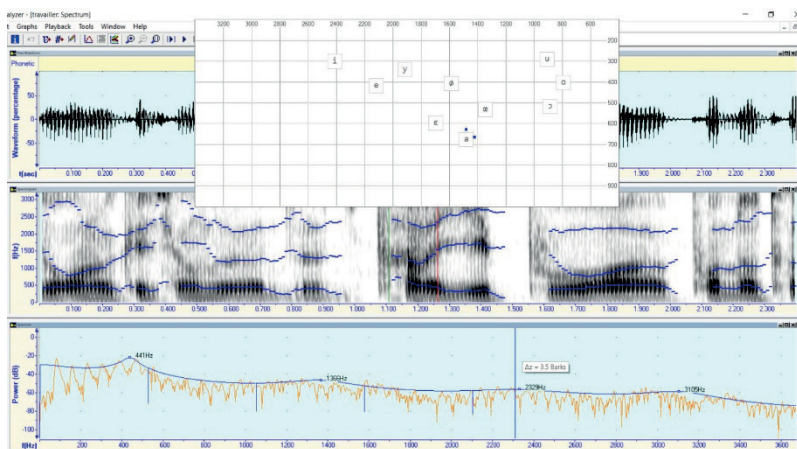 alyzer - [travailler: Spectrum]
t Graphs Playback Tools Window Help
3200 2800 2600 2400 2200 2000 1800 1600 1400 1200 1000 800 600
200
300
400
500
600
700
800
900
i
y
u
e
ø
o
œ
ɔ
ɛ
a
Phonetic
Waveform (percentage)
50
0
-50
t(sec) 0.100 0.200 0.300 0.400 1.900 2.000 2.100 2.200 2.300
f(Hz)
3000
2500
2000
1500
1000
500
0
0.000 0.100 0.200 0.300 0.400 0.500 0.600 0.700 0.800 0.900 1.000 1.100 1.200 1.300 1.400 1.500 1.600 1.700 1.800 1.900 2.000 2.100 2.200 2.300
Spectrum
Power (dB)
0
-20
-40
-60
-80
-100
441Hz
1366Hz
Δz = 3.5 Barks
2329Hz
3105Hz
f(Hz) 200 400 600 800 1000 1200 1400 1600 1800 2000 2200 2400 2600 2800 3000 3200 3400 3600